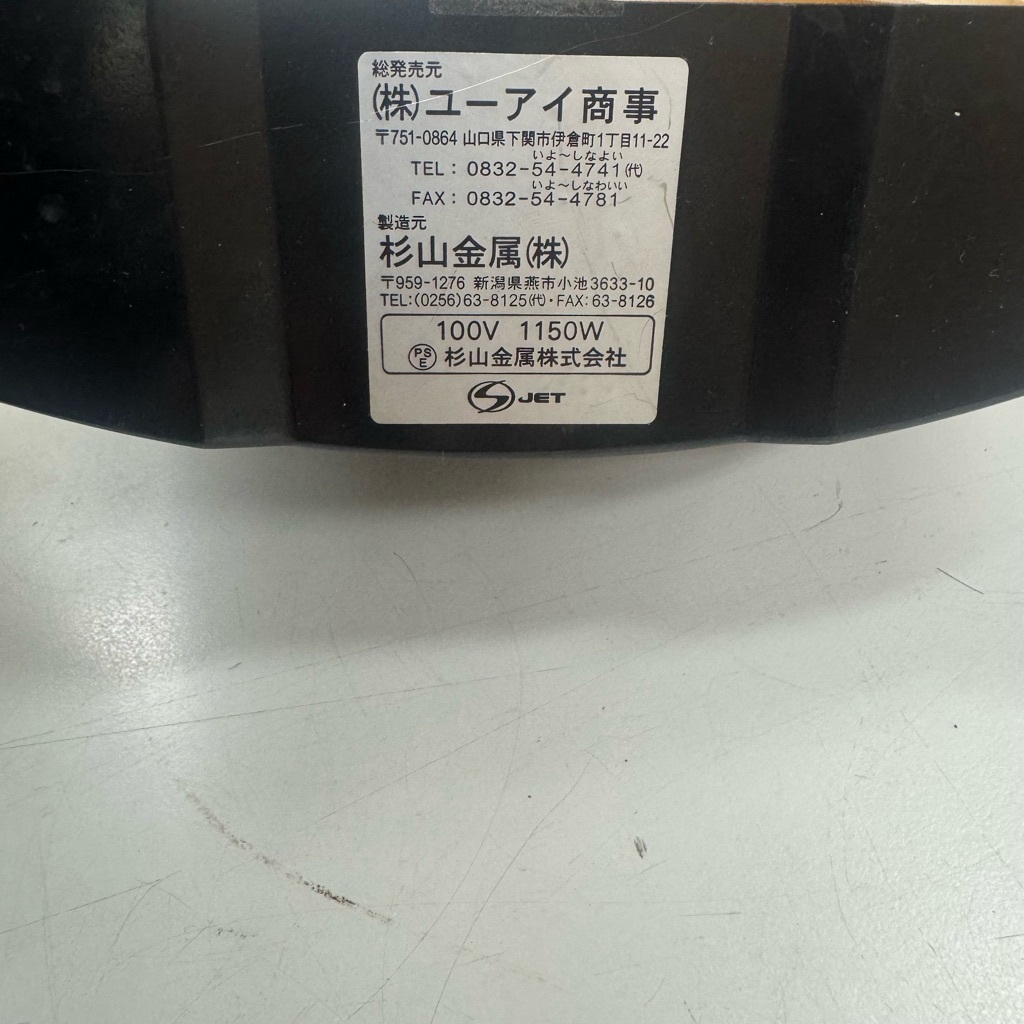 総発売元
(株)ユーアイ商事
〒751-0864 山口県下関市伊倉町1丁目11-22
いよ〜しなよい
TEL: 0832-54-4741(代)
いよ〜しなわいい
FAX: 0832-54-4781
製造元
杉山金属(株)
〒959-1276 新潟県燕市小池3633-10
TEL:(0256)63-8125(代)・FAX:63-8126
100V 1150W
PSE 杉山金属株式会社
S JET